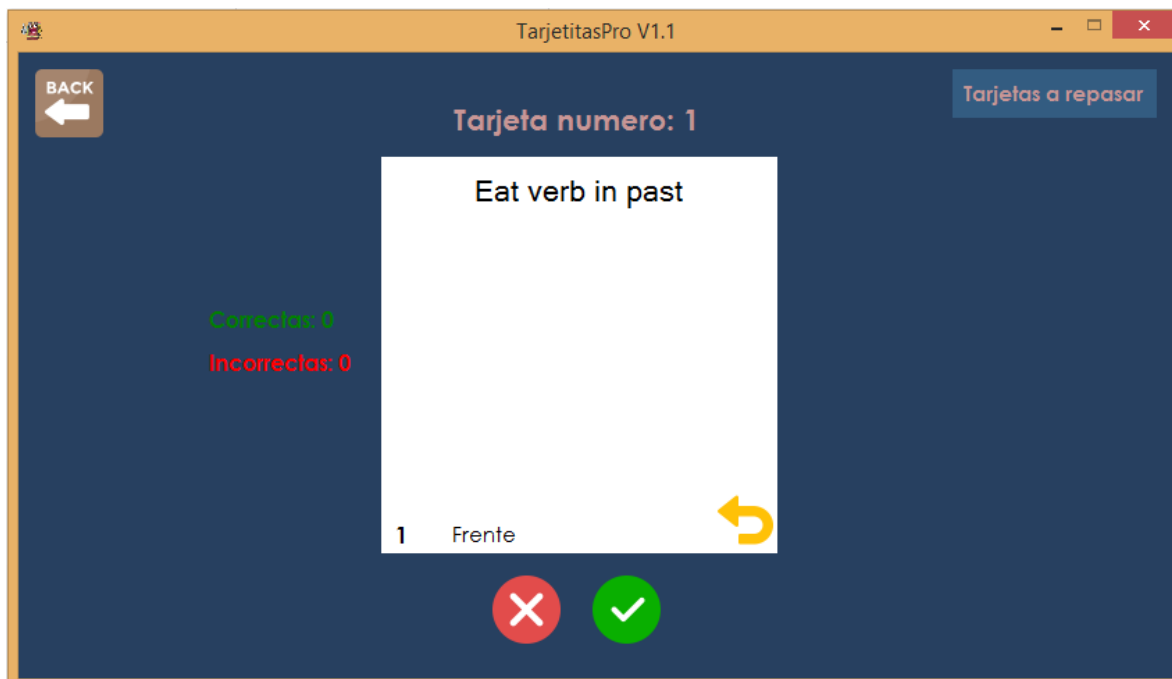 TarjetitasPro V1.1
BACK
Tarjetas a repasar
Tarjeta numero: 1
Eat verb in past
Correctas: 0
Incorrectas: 0
1 Frente